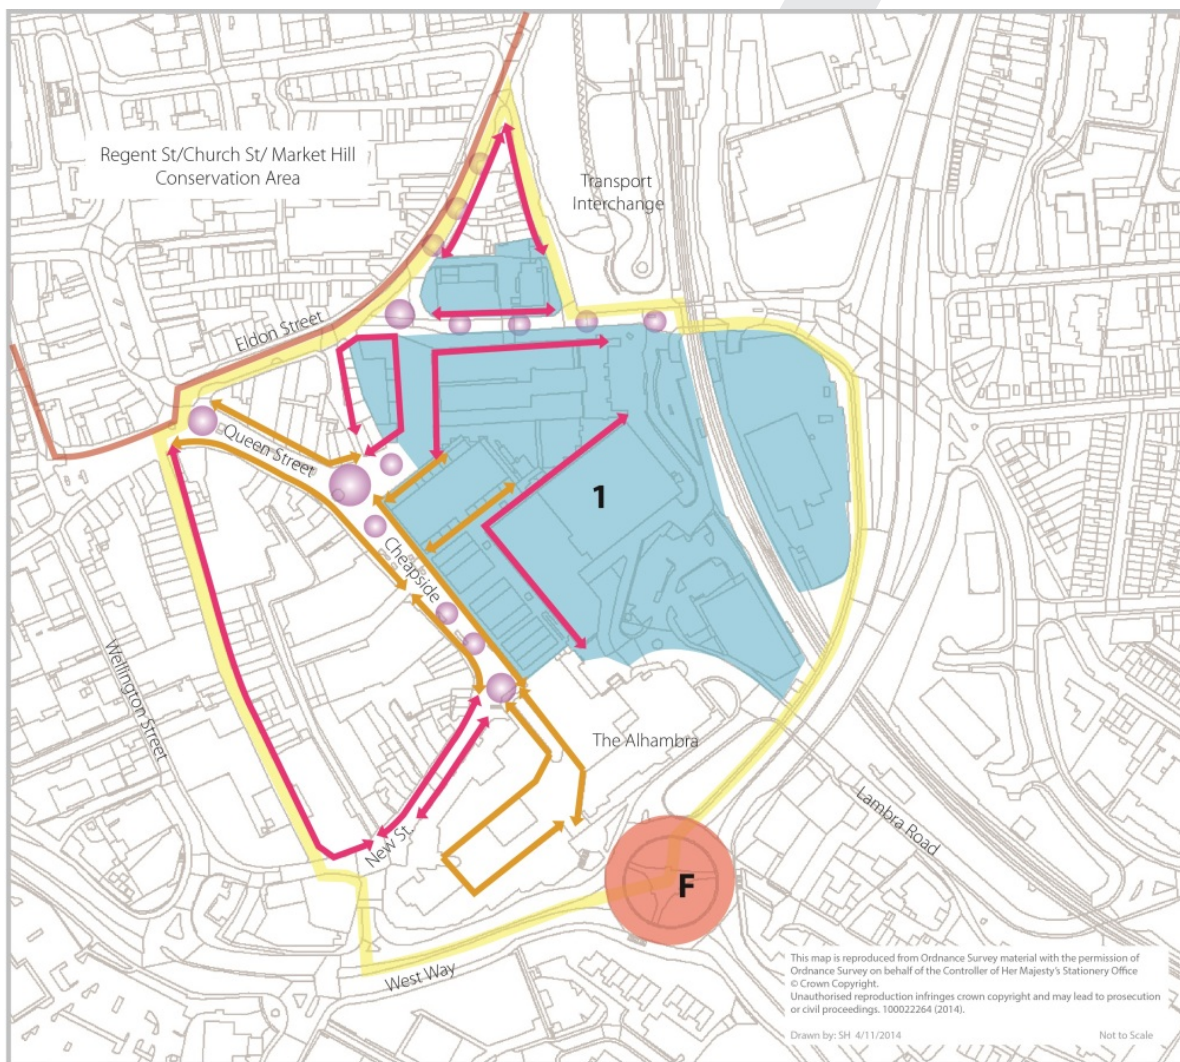 Regent St/Church St/ Market Hill
Conservation Area
Transport
Interchange
Eldon Street
Queen Street
1
Cheapside
Wellington Street
The Alhambra
Lambra Road
New St.
F
West Way
This map is reproduced from Ordnance Survey material with the permission of
Ordnance Survey on behalf of the Controller of Her Majesty's Stationery Office
© Crown Copyright.
Unauthorised reproduction infringes crown copyright and may lead to prosecution
or civil proceedings. 100022264 (2014).
Drawn by: SH 4/11/2014
Not to Scale